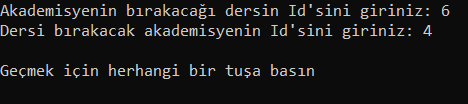 Akademisyenin bırakacağı dersin Id'sini giriniz: 6
Dersi bırakacak akademisyenin Id'sini giriniz: 4
Geçmek için herhangi bir tuşa basın